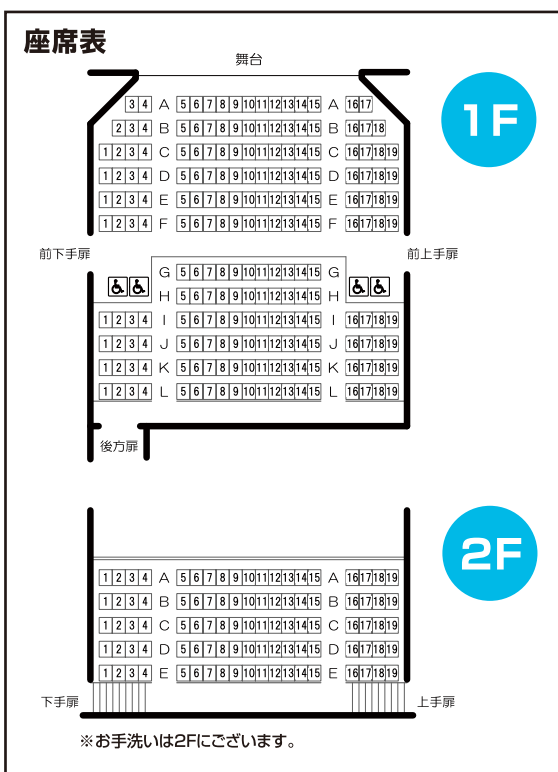 座席表
舞台
1F
3 4 A 5 6 7 8 9 10 11 12 13 14 15 A 16 17
2 3 4 B 5 6 7 8 9 10 11 12 13 14 15 B 16 17 18
1 2 3 4 C 5 6 7 8 9 10 11 12 13 14 15 C 16 17 18 19
1 2 3 4 D 5 6 7 8 9 10 11 12 13 14 15 D 16 17 18 19
1 2 3 4 E 5 6 7 8 9 10 11 12 13 14 15 E 16 17 18 19
1 2 3 4 F 5 6 7 8 9 10 11 12 13 14 15 F 16 17 18 19
前下手扉 前上手扉
G 5 6 7 8 9 10 11 12 13 14 15 G
H 5 6 7 8 9 10 11 12 13 14 15 H
1 2 3 4 I 5 6 7 8 9 10 11 12 13 14 15 I 16 17 18 19
1 2 3 4 J 5 6 7 8 9 10 11 12 13 14 15 J 16 17 18 19
1 2 3 4 K 5 6 7 8 9 10 11 12 13 14 15 K 16 17 18 19
1 2 3 4 L 5 6 7 8 9 10 11 12 13 14 15 L 16 17 18 19
後方扉
2F
1 2 3 4 A 5 6 7 8 9 10 11 12 13 14 15 A 16 17 18 19
1 2 3 4 B 5 6 7 8 9 10 11 12 13 14 15 B 16 17 18 19
1 2 3 4 C 5 6 7 8 9 10 11 12 13 14 15 C 16 17 18 19
1 2 3 4 D 5 6 7 8 9 10 11 12 13 14 15 D 16 17 18 19
1 2 3 4 E 5 6 7 8 9 10 11 12 13 14 15 E 16 17 18 19
下手扉 上手扉
※お手洗いは2Fにございます。